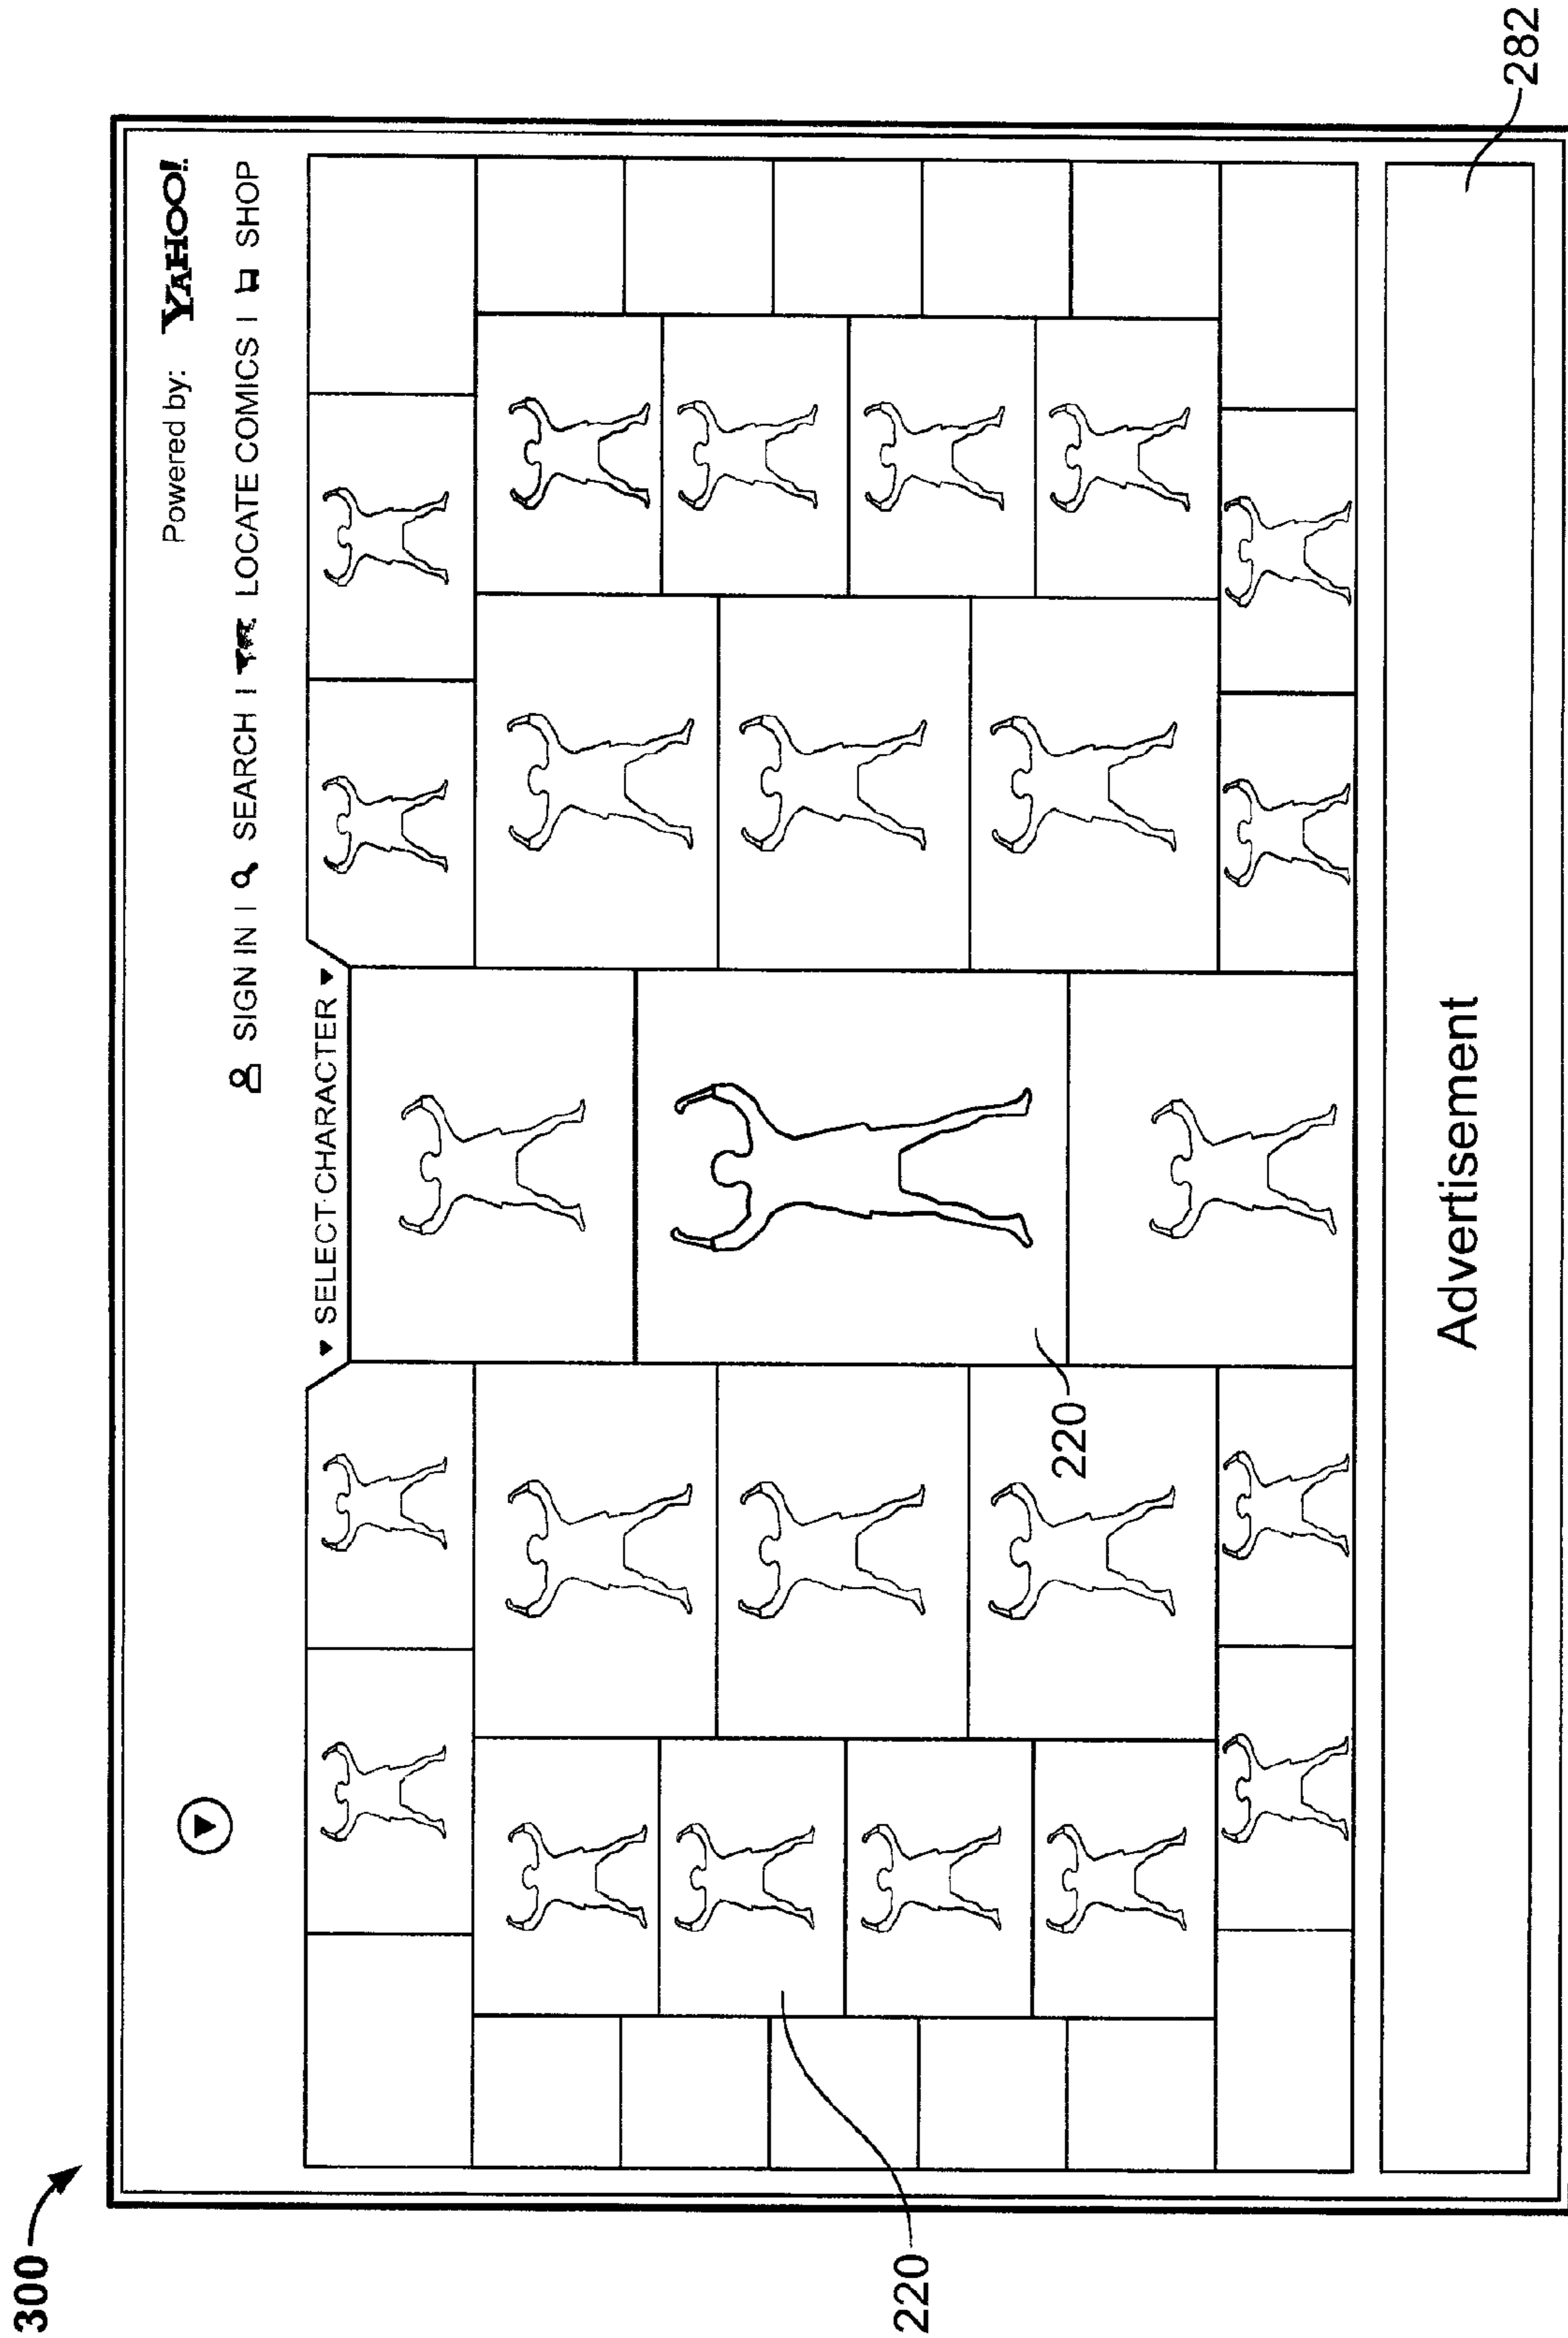 300
Powered by: YAHOO!
SIGN IN | SEARCH | LOCATE COMICS | SHOP
▼ SELECT CHARACTER ▼
220
220
Advertisement
282